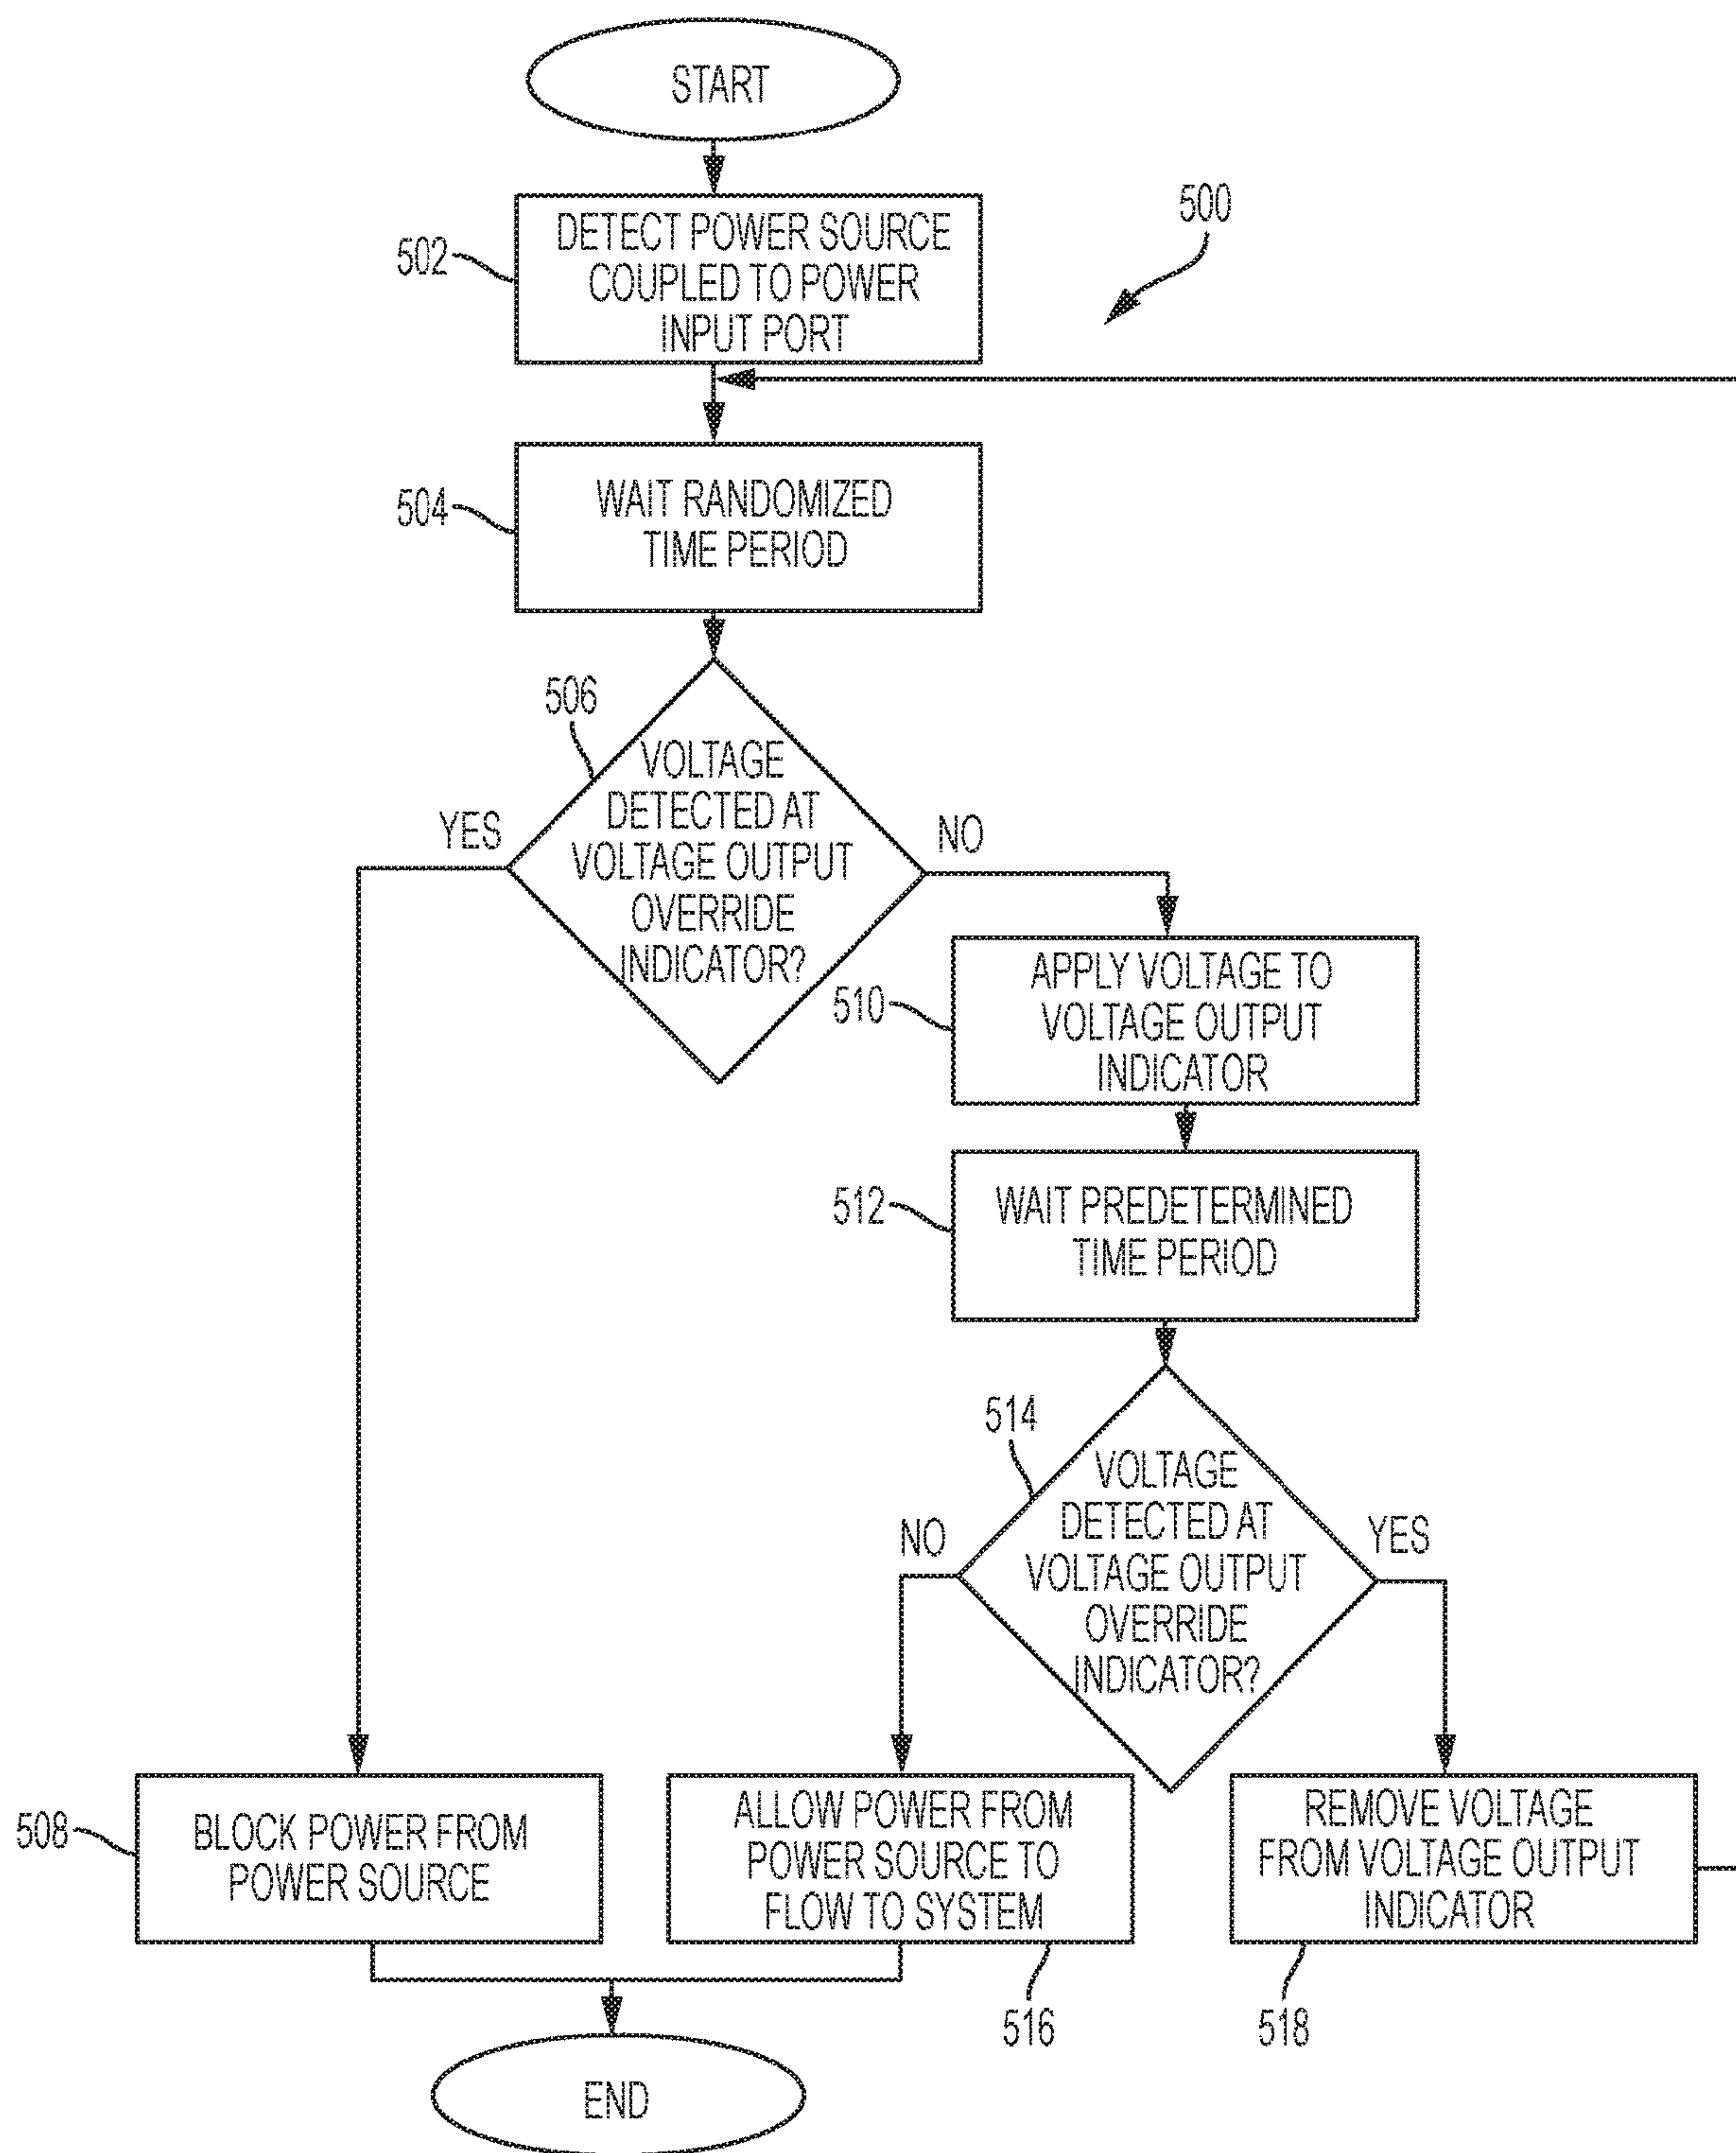 START
500
502
DETECT POWER SOURCE
COUPLED TO POWER
INPUT PORT
504
WAIT RANDOMIZED
TIME PERIOD
506
VOLTAGE
DETECTED AT
VOLTAGE OUTPUT
OVERRIDE
INDICATOR?
YES
NO
510
APPLY VOLTAGE TO
VOLTAGE OUTPUT
INDICATOR
512
WAIT PREDETERMINED
TIME PERIOD
514
VOLTAGE
DETECTED AT
VOLTAGE OUTPUT
OVERRIDE
INDICATOR?
NO
YES
508
BLOCK POWER FROM
POWER SOURCE
ALLOW POWER FROM
POWER SOURCE TO
FLOW TO SYSTEM
516
REMOVE VOLTAGE
FROM VOLTAGE OUTPUT
INDICATOR
518
END